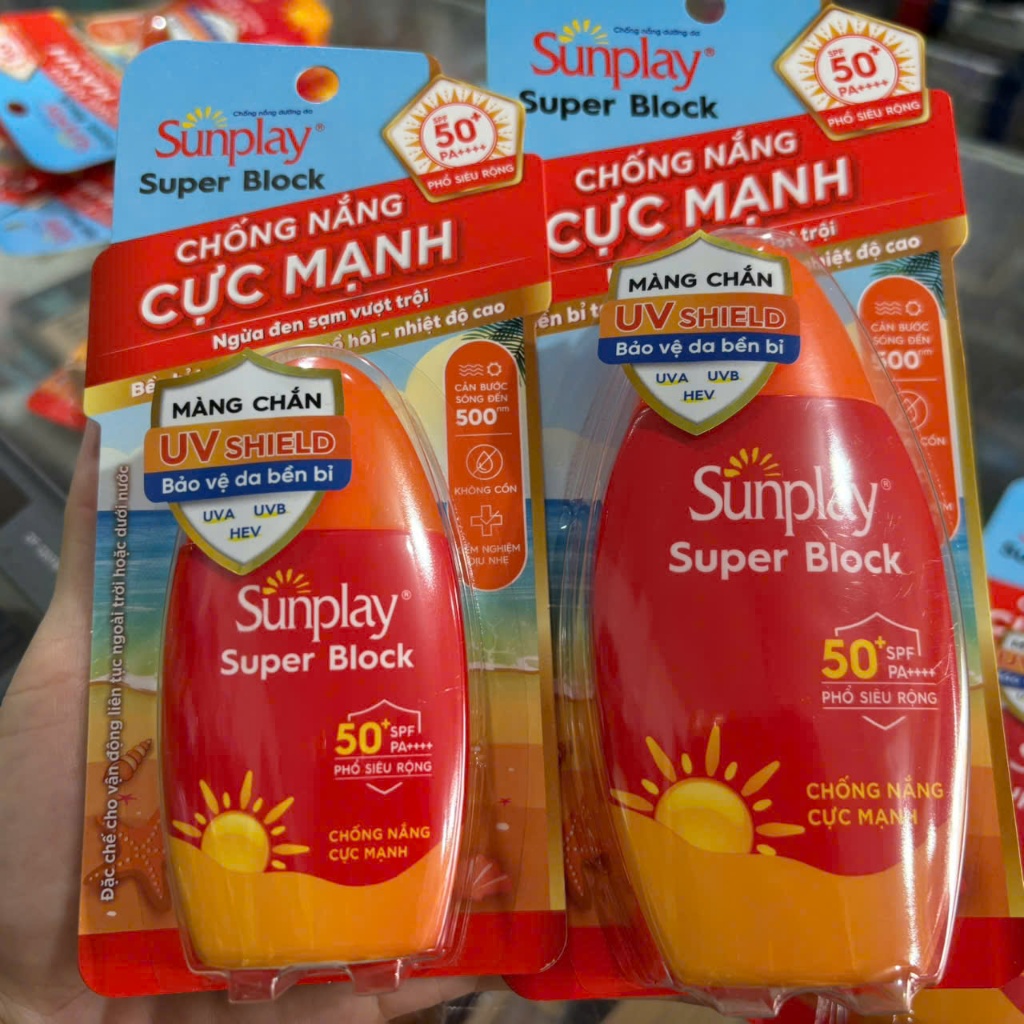 Chống nắng dưỡng da
Sunplay®
Super Block
SPF
50+
PA++++
PHỔ SIÊU RỘNG
CHỐNG NẮNG
CỰC MẠNH
Ngừa đen sạm vượt trội
hôi - nhiệt độ cao
MÀNG CHẮN
UV SHIELD
Bảo vệ da bền bỉ
UVA UVB
HEV
CẢN BƯỚC
SÓNG ĐẾN
500nm
KHÔNG CỒN
NGHIỆM
DỊU NHẸ
Đặc chế cho vận động liên tục ngoài trời hoặc dưới nước
Sunplay®
Super Block
50+ SPF
PA++++
PHỔ SIÊU RỘNG
CHỐNG NẮNG
CỰC MẠNH
Chống nắng dưỡng da
Sunplay®
Super Block
SPF
50+
PA++++
PHỔ SIÊU RỘNG
CHỐNG NẮNG
CỰC MẠNH
trội
nhiệt độ cao
MÀNG CHẮN
UV SHIELD
Bảo vệ da bền bỉ
UVA UVB
HEV
CẢN BƯỚC
SÓNG ĐẾN
500nm
CỒN
Sunplay®
Super Block
50+ SPF
PA++++
PHỔ SIÊU RỘNG
CHỐNG NẮNG
CỰC MẠNH